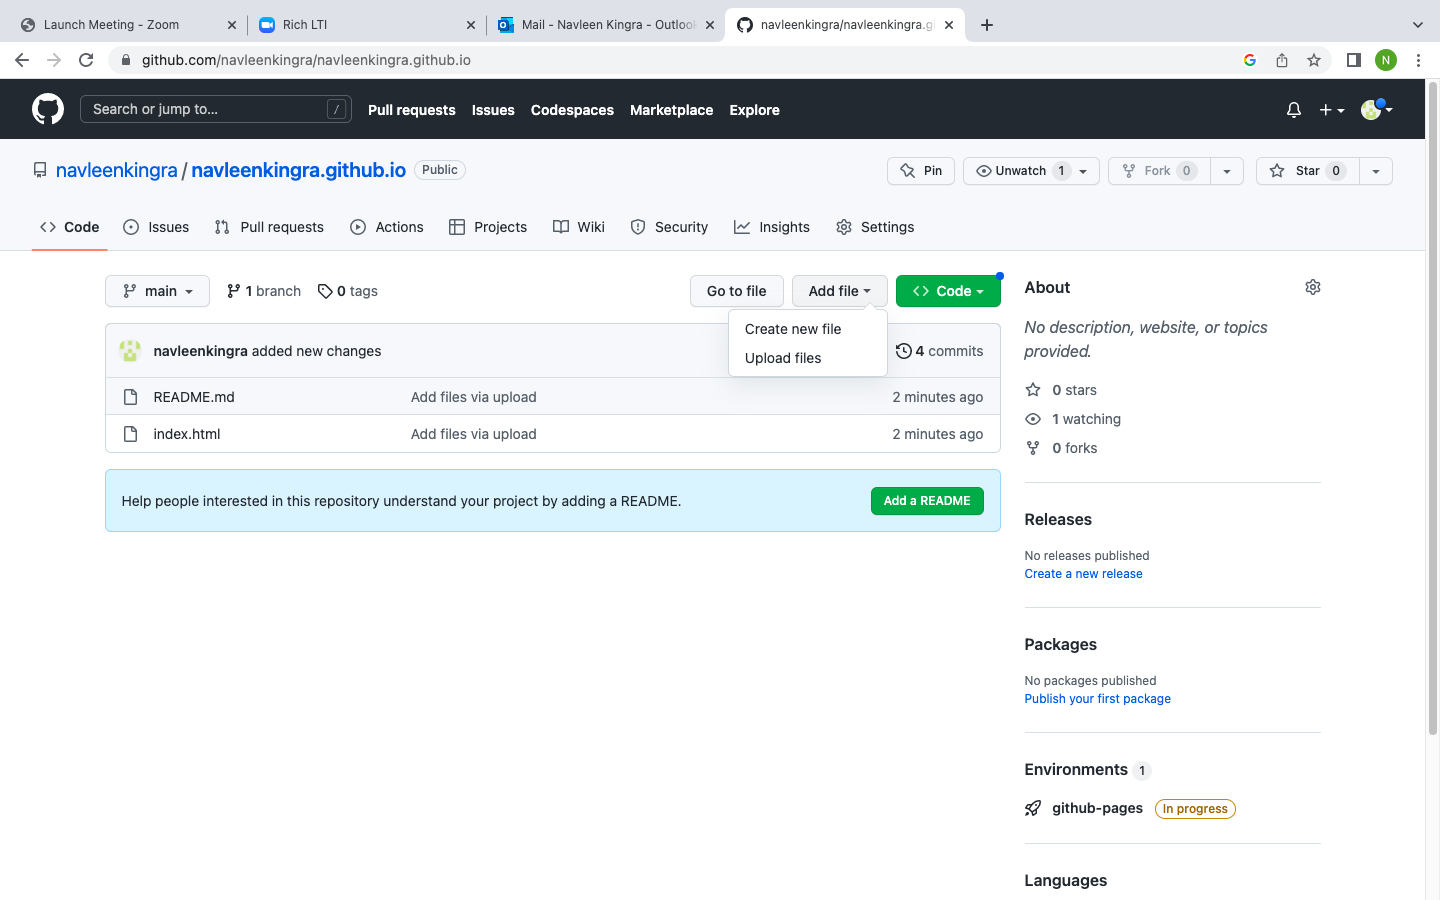 Launch Meeting - Zoom
Rich LTI
Mail - Navleen Kingra - Outlook
navleenkingra/navleenkingra.gi
github.com/navleenkingra/navleenkingra.github.io
N
Search or jump to... /
Pull requests
Issues
Codespaces
Marketplace
Explore
navleenkingra / navleenkingra.github.io Public
Pin
Unwatch 1
Fork 0
Star 0
Code
Issues
Pull requests
Actions
Projects
Wiki
Security
Insights
Settings
main
1 branch
0 tags
Go to file
Add file
Code
Create new file
Upload files
navleenkingra added new changes
4 commits
README.md Add files via upload 2 minutes ago
index.html Add files via upload 2 minutes ago
Help people interested in this repository understand your project by adding a README.
Add a README
About
No description, website, or topics
provided.
0 stars
1 watching
0 forks
Releases
No releases published
Create a new release
Packages
No packages published
Publish your first package
Environments 1
github-pages In progress
Languages